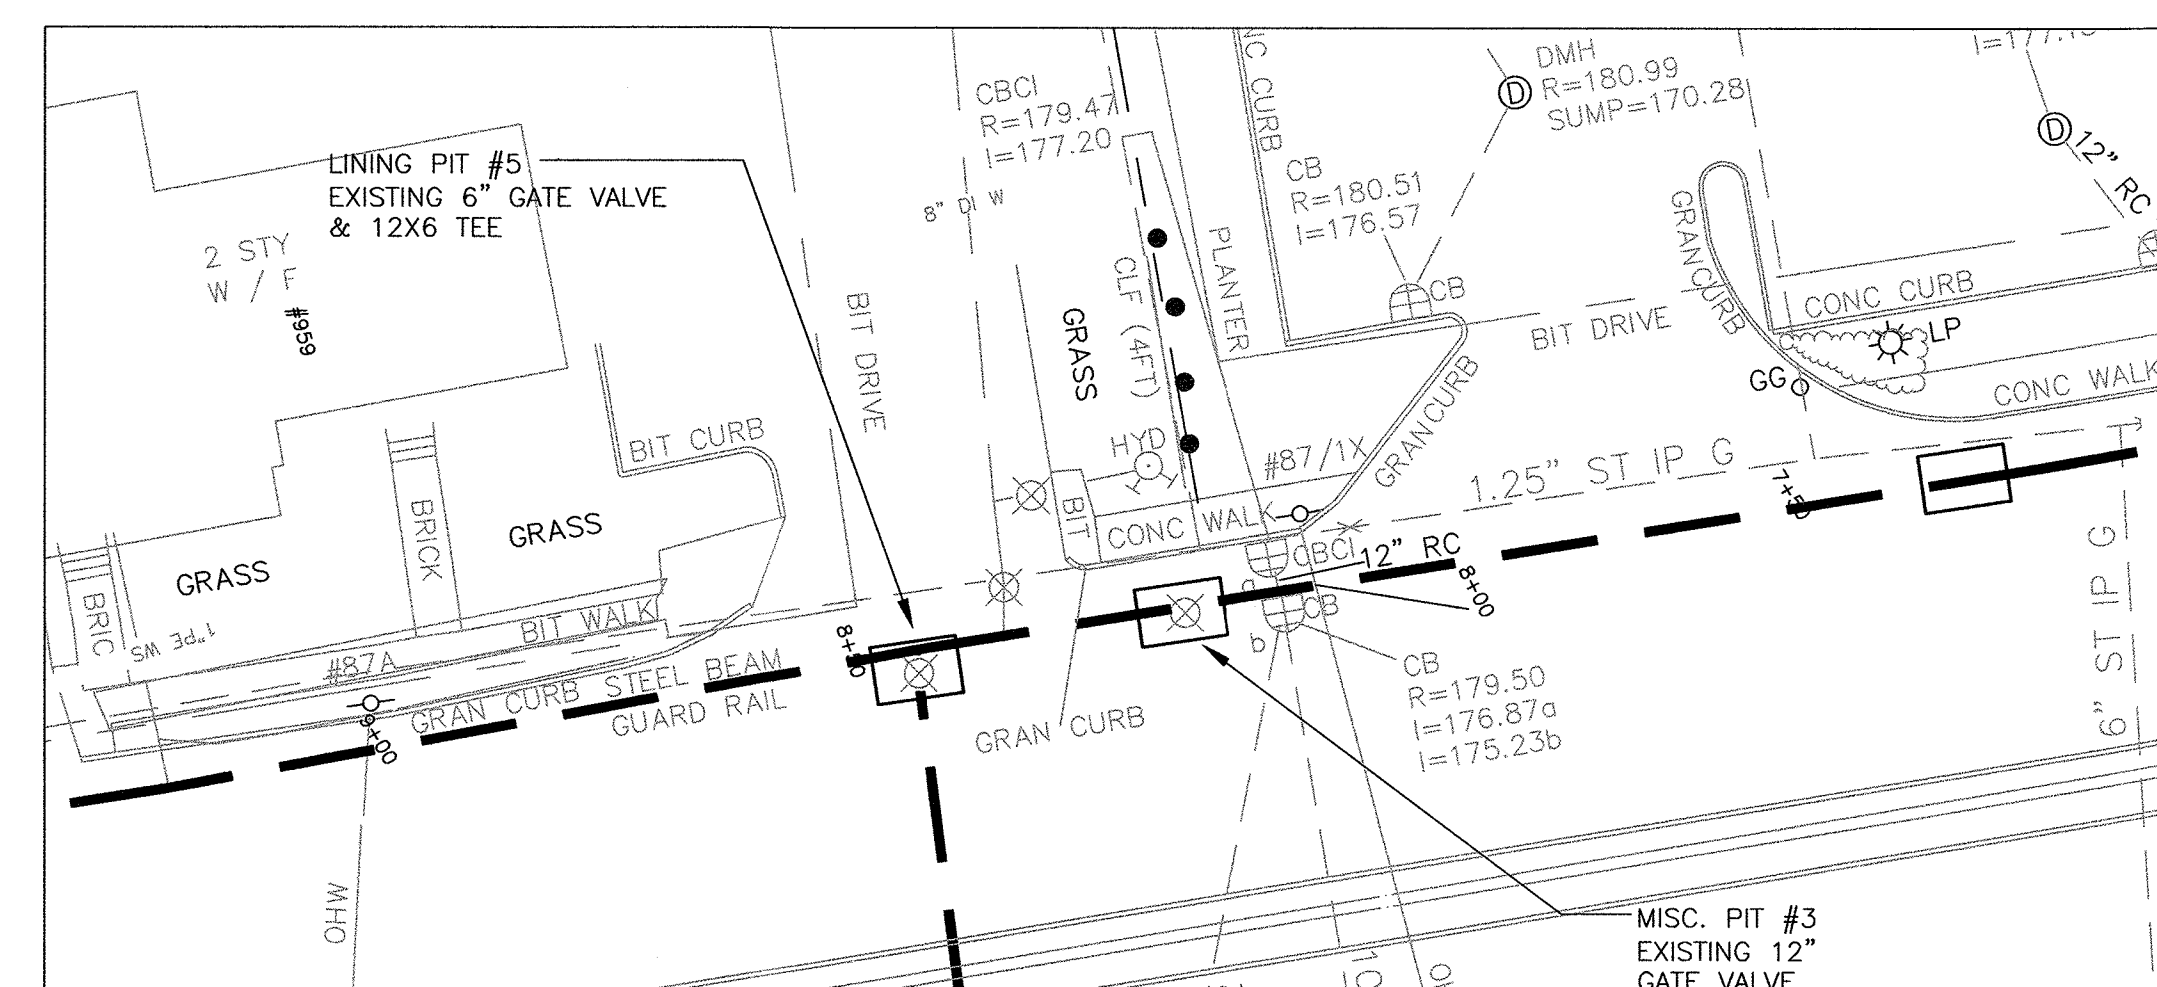 DMH
R=180.99
SUMP=170.28
CBCI
R=179.47
I=177.20
CB
R=180.51
I=176.57
D
D
12" RC
LINING PIT #5
EXISTING 6" GATE VALVE
& 12X6 TEE
8" DI W
2 STY
W / F
#959
BIT DRIVE
GRASS
CLF (4FT)
PLANTER
NC CURB
CB
BIT DRIVE
GRANCURB
CONC CURB
LP
GG
CONC WALK
BIT CURB
HYD
#87/1X
GRANCURB
1.25" ST IP G
7+50
BRICK
GRASS
GRASS
BIT
CONC WALK
CBCI
12" RC
8+00
CB
b
BRIC
1"PE WS
BIT WALK
#87A
8+50
GRAN CURB
STEEL BEAM
GUARD RAIL
9+00
GRAN CURB
CB
R=179.50
I=176.87a
I=175.23b
6" ST IP G
OHW
MISC. PIT #3
EXISTING 12"
GATE VALVE